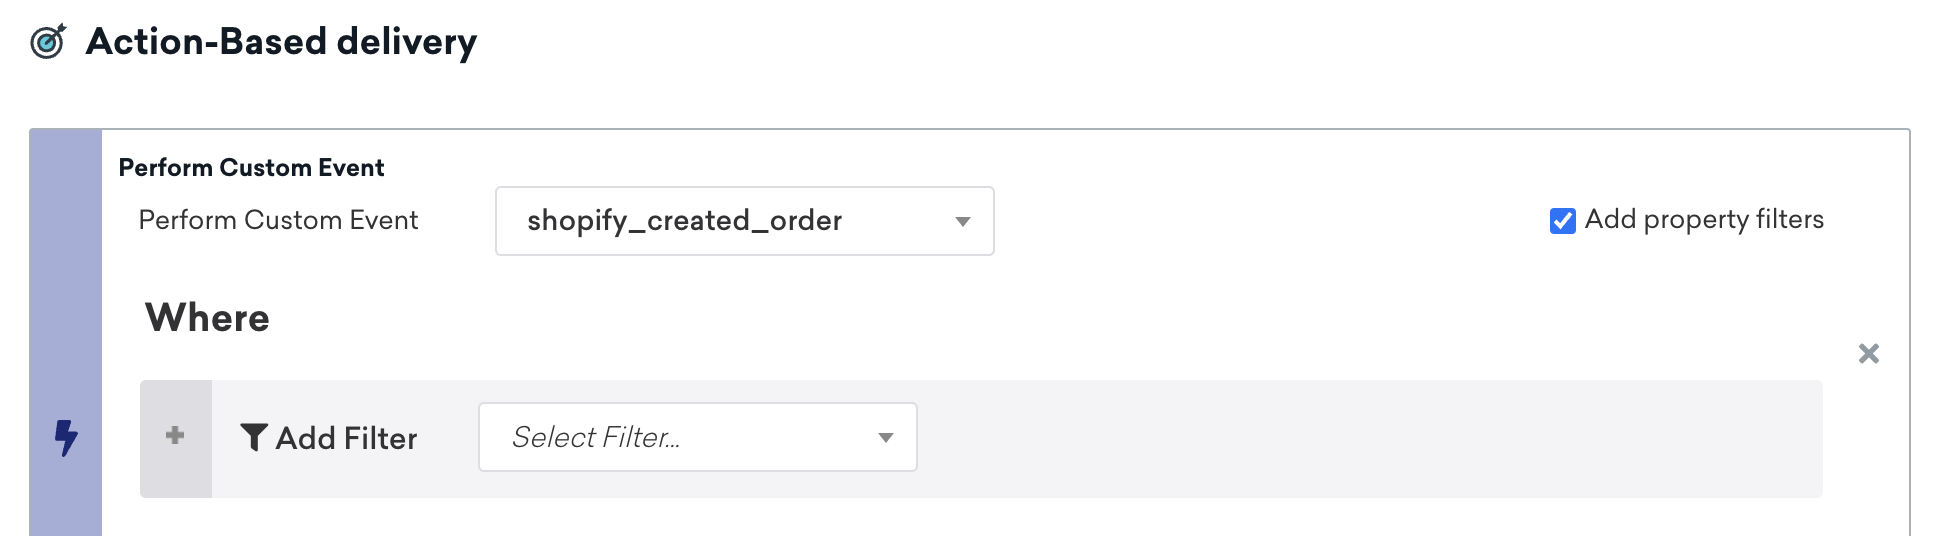 Action-Based delivery
Perform Custom Event
Perform Custom Event shopify_created_order Add property filters
Where
Add Filter Select Filter...